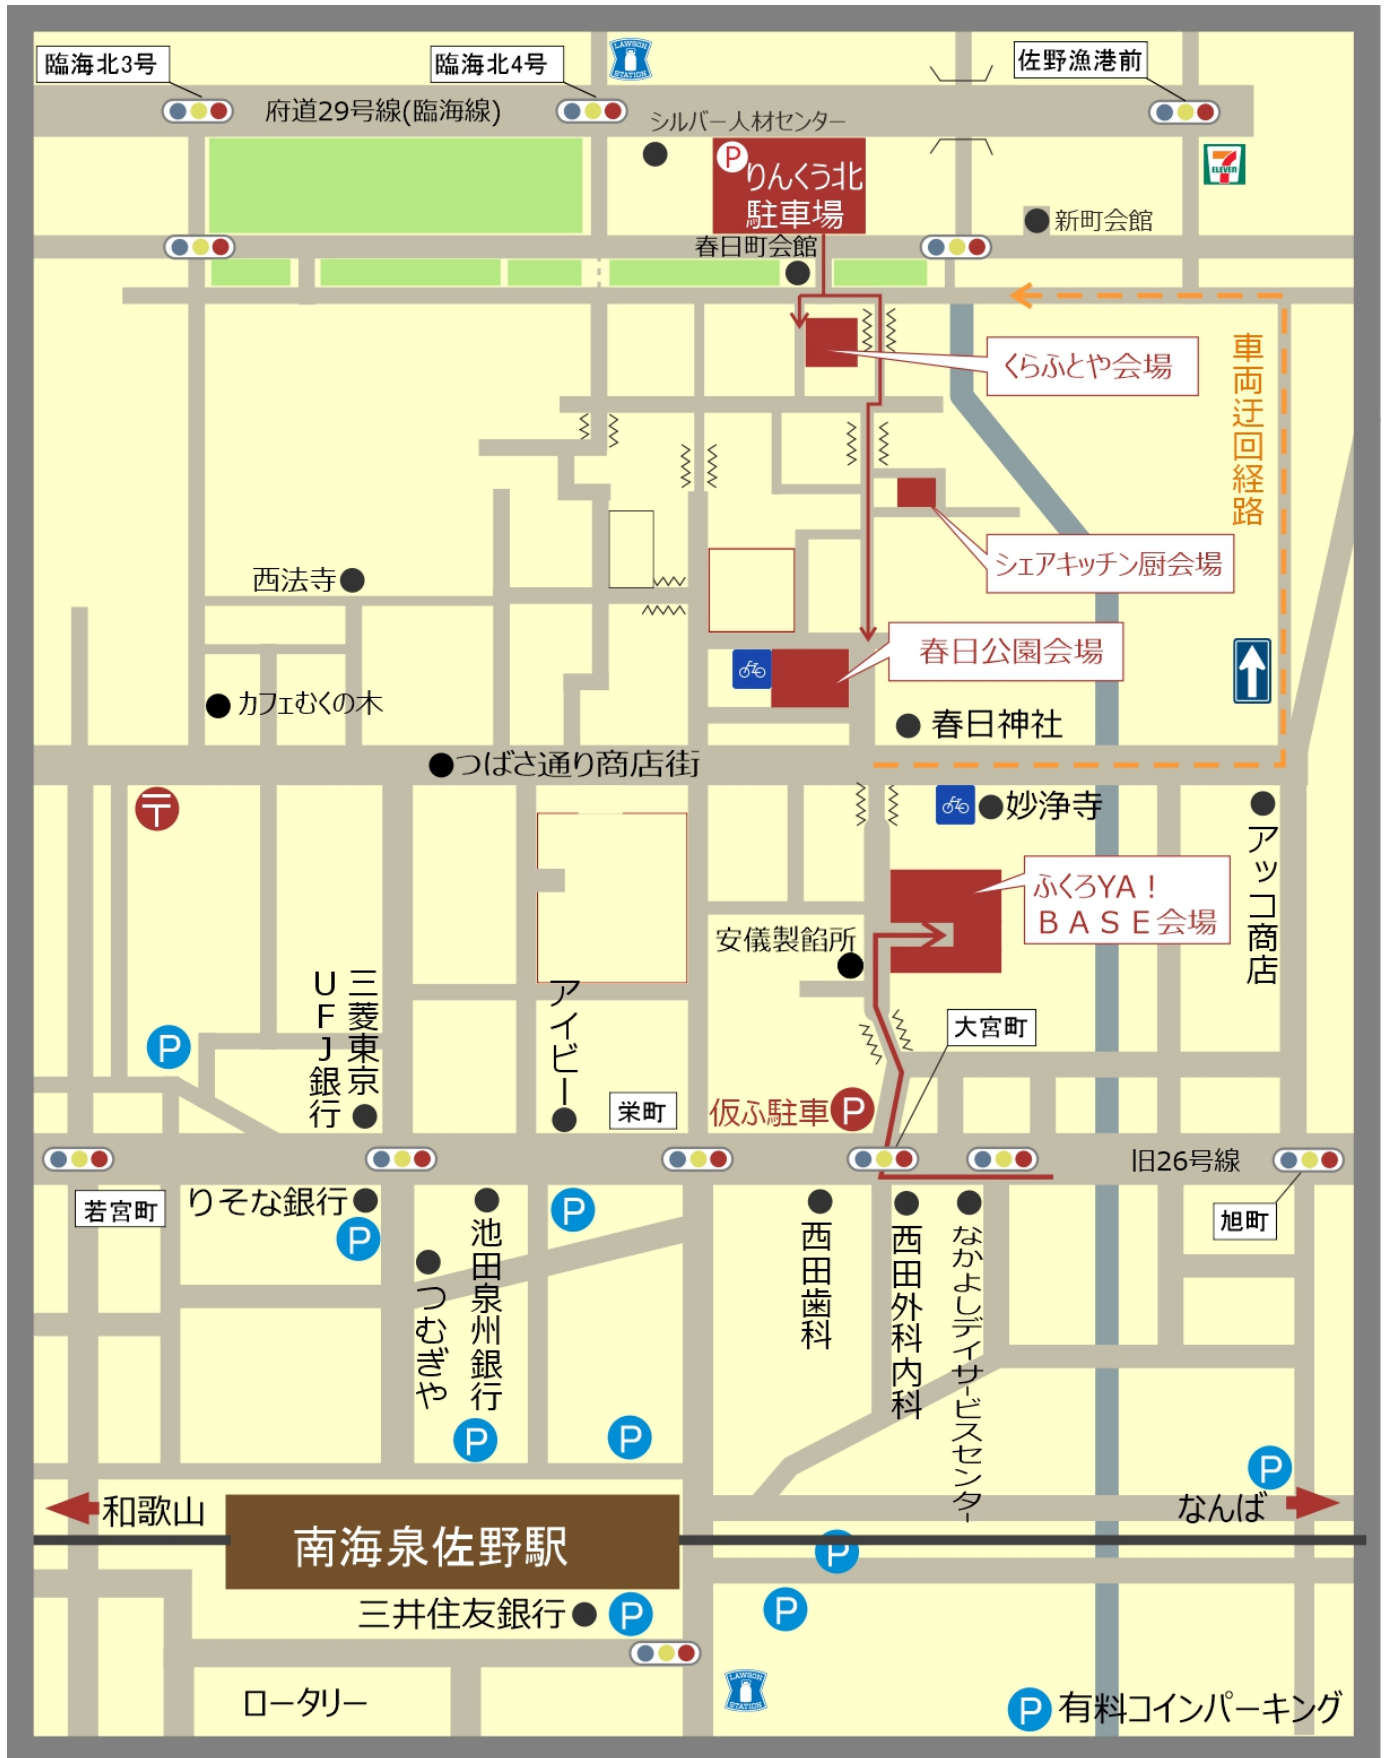 LAWSON
STATION
臨海北3号
臨海北4号
佐野漁港前
府道29号線(臨海線)
シルバー人材センター
P
りんくう北
駐車場
7
ELEVEN
新町会館
春日町会館
くらふとや会場
車両迂回経路
シェアキッチン厨会場
西法寺
春日公園会場
カフェむくの木
春日神社
つばさ通り商店街
〒
妙浄寺
アッコ商店
ふくろYA！
ＢＡＳＥ会場
安儀製餡所
三菱東京
ＵＦＪ銀行
アイビー
大宮町
P
栄町
仮ふ駐車
P
旧26号線
若宮町
りそな銀行
P
池田泉州銀行
P
つむぎや
西田歯科
西田外科内科
なかよしデイサービスセンター
旭町
P
P
P
和歌山
なんば
南海泉佐野駅
P
三井住友銀行
P
P
LAWSON
STATION
ロータリー
P
有料コインパーキング